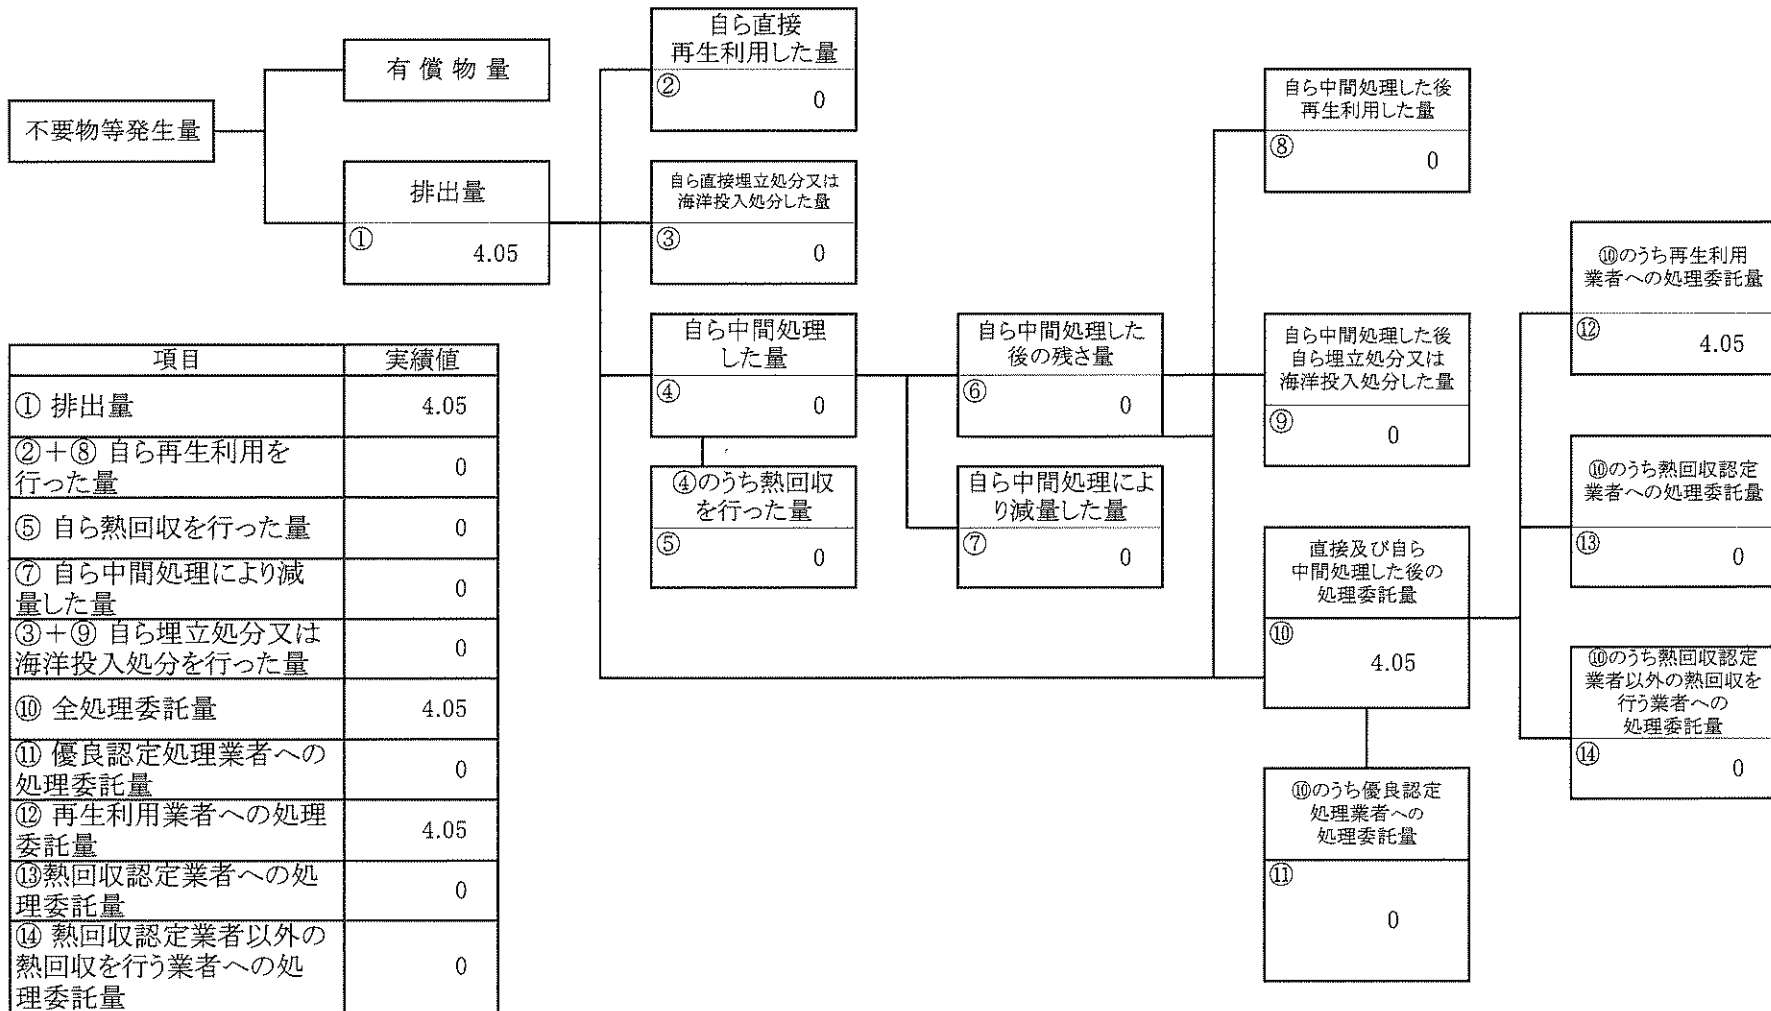 不要物等発生量
有 償 物 量
排出量
①
4.05
自ら直接
再生利用した量
②
0
自ら直接埋立処分又は
海洋投入処分した量
③
0
自ら中間処理
した量
④
0
④のうち熱回収
を行った量
⑤
0
自ら中間処理した
後の残さ量
⑥
0
自ら中間処理によ
り減量した量
⑦
0
自ら中間処理した後
再生利用した量
⑧
0
自ら中間処理した後
自ら埋立処分又は
海洋投入処分した量
⑨
0
直接及び自ら
中間処理した後の
処理委託量
⑩
4.05
⑩のうち優良認定
処理業者への
処理委託量
⑪
0
⑩のうち再生利用
業者への処理委託量
⑫
4.05
⑩のうち熱回収認定
業者への処理委託量
⑬
0
⑩のうち熱回収認定
業者以外の熱回収を
行う業者への
処理委託量
⑭
0
項目 実績値
① 排出量 4.05
②+⑧ 自ら再生利用を
行った量 0
⑤ 自ら熱回収を行った量 0
⑦ 自ら中間処理により減
量した量 0
③+⑨ 自ら埋立処分又は
海洋投入処分を行った量 0
⑩ 全処理委託量 4.05
⑪ 優良認定処理業者への
処理委託量 0
⑫ 再生利用業者への処理
委託量 4.05
⑬熱回収認定業者への処
理委託量 0
⑭ 熱回収認定業者以外の
熱回収を行う業者への処
理委託量 0